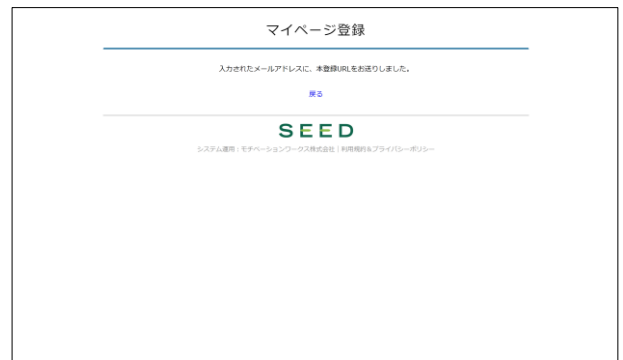 マイページ登録
入力されたメールアドレスに、本登録URLをお送りしました。
戻る
SEED
システム運用：モチベーションワークス株式会社｜利用規約&プライバシーポリシー